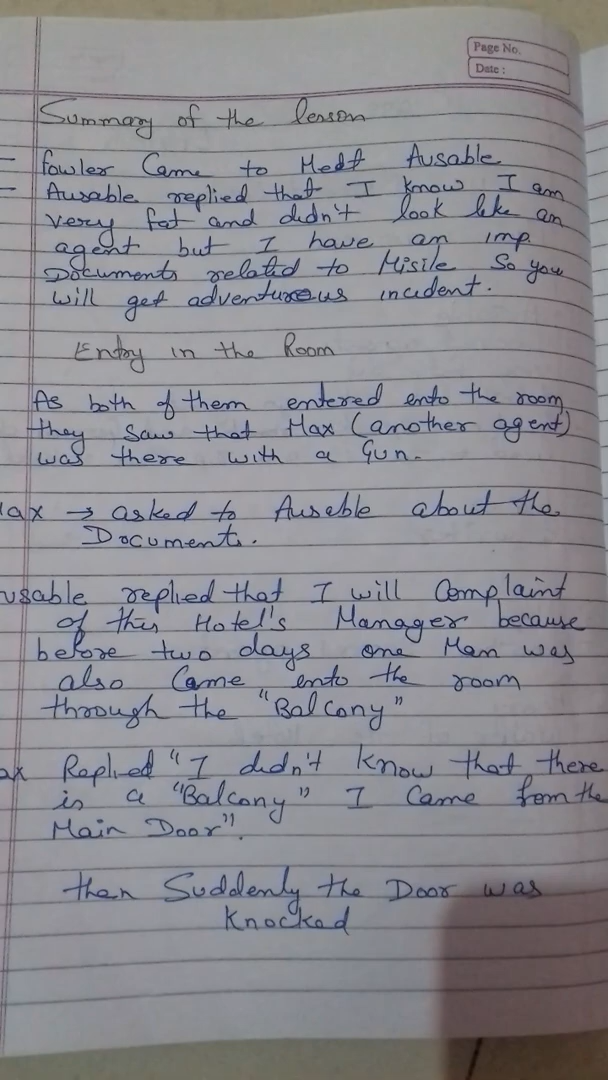 Page No.
Date :
Summary of the lesson
– fowler Came to Meet Ausable
– Ausable replied that I know I am
very fat and didn't look like an
agent but I have an imp.
Documents related to Misile So you
will get adventureous incident.
Entry in the Room
As both of them entered ento the room
they saw that Max (another agent)
was there with a Gun.
ax → asked to Auseble about the
Documents.
usable replied that I will Complaint
of this Hotel's Manager because
before two days one Man was
also Came ento the room
through the "Balcony"
ax Replied "I didn't know that there
is a "Balcony" I Came from the
Main Door".
then Suddenly the Door was
Knocked